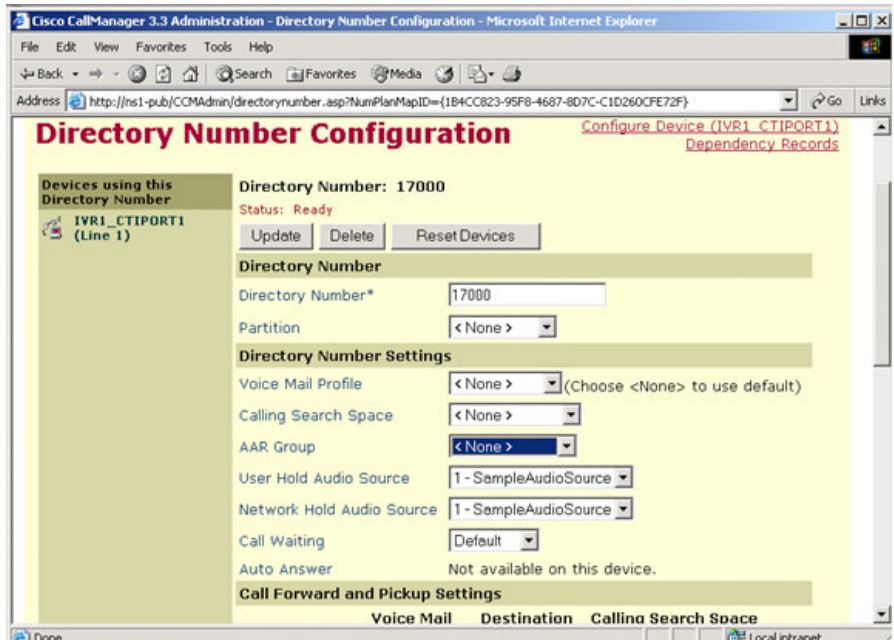 Cisco CallManager 3.3 Administration - Directory Number Configuration - Microsoft Internet Explorer
File Edit View Favorites Tools Help
Back Search Favorites Media
Address http://ns1-pub/CCMAdmin/directorynumber.asp?NumPlanMapID={1B4CC823-95F8-4687-8D7C-C1D260CFE72F} Go Links
Directory Number Configuration
Configure Device (IVR1_CTIPORT1)
Dependency Records
Devices using this
Directory Number
IVR1_CTIPORT1
(Line 1)
Directory Number: 17000
Status: Ready
Update Delete Reset Devices
Directory Number
Directory Number* 17000
Partition < None >
Directory Number Settings
Voice Mail Profile < None > (Choose <None> to use default)
Calling Search Space < None >
AAR Group < None >
User Hold Audio Source 1 - SampleAudioSource
Network Hold Audio Source 1 - SampleAudioSource
Call Waiting Default
Auto Answer Not available on this device.
Call Forward and Pickup Settings
Voice Mail Destination Calling Search Space
Done Local intranet